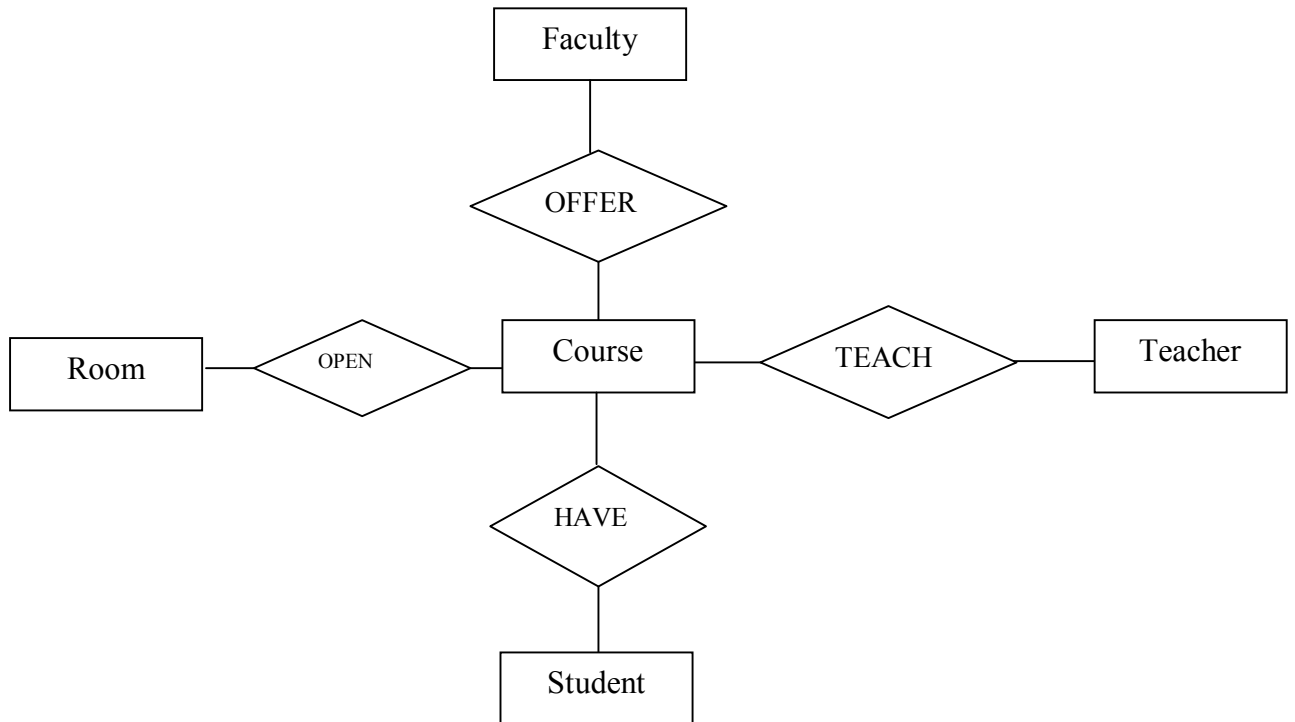 Faculty
OFFER
Room
OPEN
Course
TEACH
Teacher
HAVE
Student